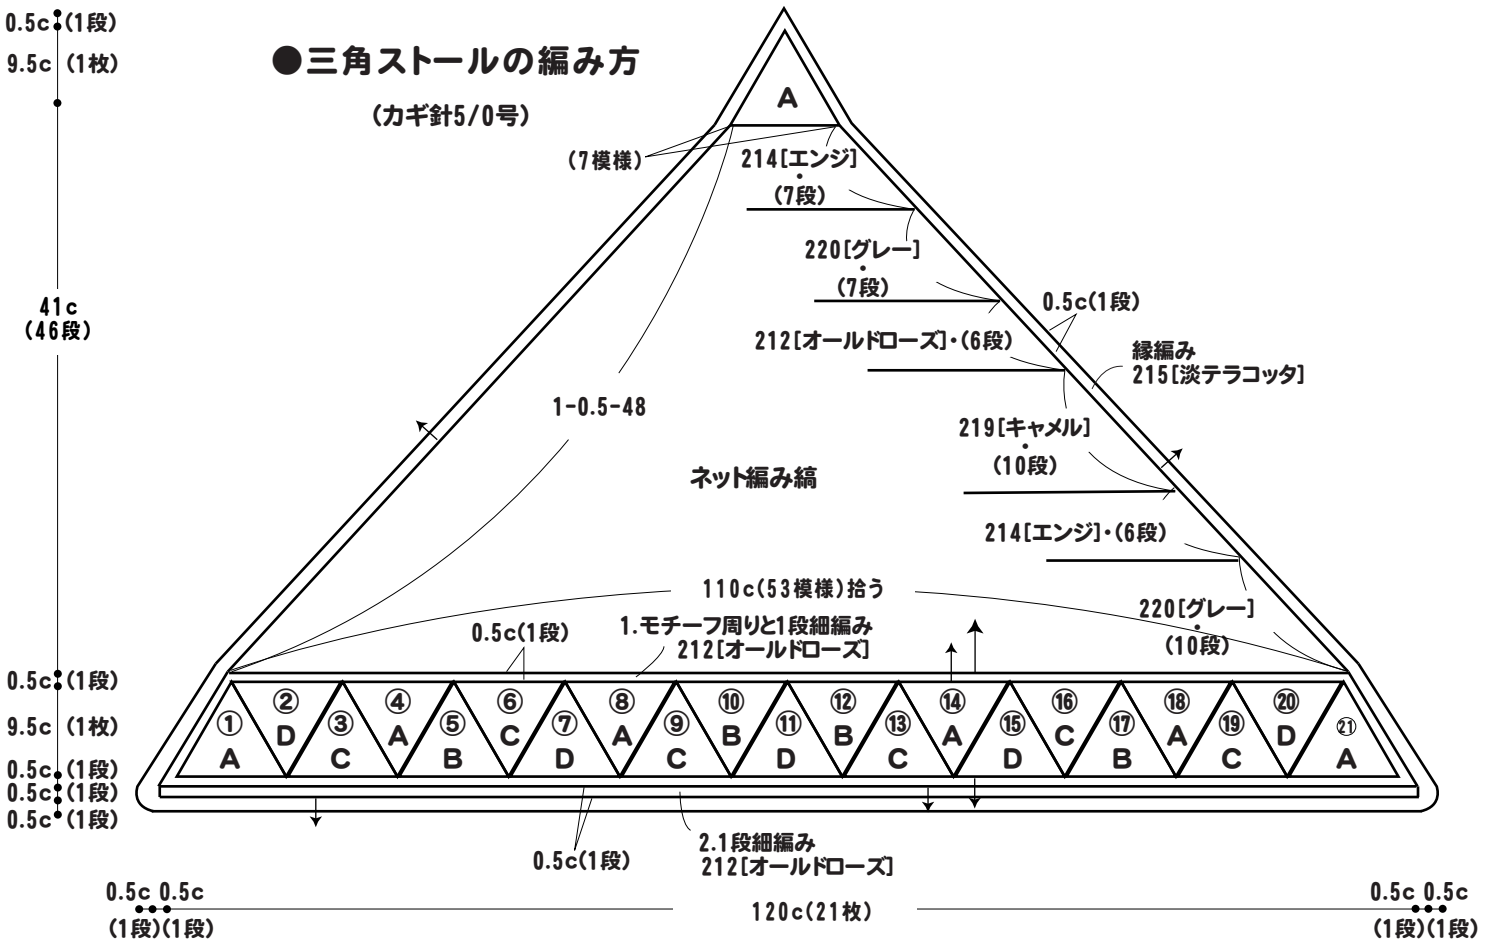 ●三角ストールの編み方
(カギ針5/0号)
0.5c(1段)
9.5c (1枚)
41c
(46段)
0.5c(1段)
9.5c (1枚)
0.5c(1段)
0.5c(1段)
0.5c(1段)
A
(7模様)
214[エンジ]
・
(7段)
220[グレー]
・
(7段)
212[オールドローズ]・(6段)
0.5c(1段)
縁編み
215[淡テラコッタ]
1-0.5-48
219[キャメル]
・
(10段)
ネット編み縞
214[エンジ]・(6段)
110c(53模様)拾う
220[グレー]
・
(10段)
0.5c(1段)
1.モチーフ周りと1段細編み
212[オールドローズ]
① ② ③ ④ ⑤ ⑥ ⑦ ⑧ ⑨ ⑩ ⑪ ⑫ ⑬ ⑭ ⑮ ⑯ ⑰ ⑱ ⑲ ⑳ ㉑
A D C A B C D A C B D B C A D C B A C D A
0.5c(1段)
2.1段細編み
212[オールドローズ]
0.5c 0.5c
(1段)(1段)
120c(21枚)
0.5c 0.5c
(1段)(1段)